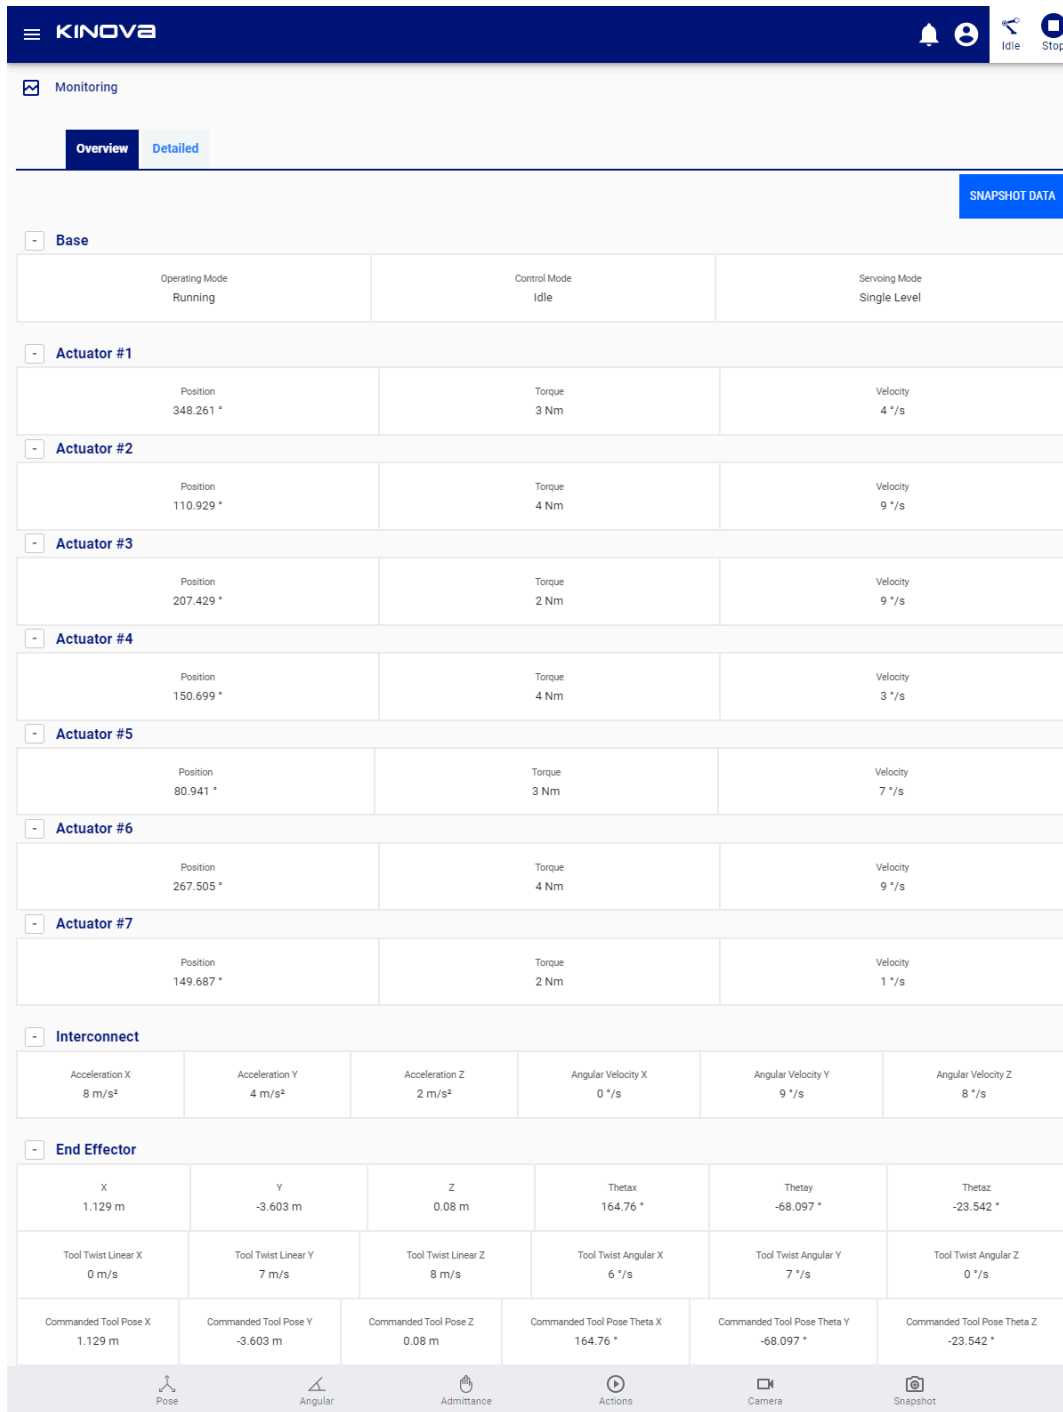 KINOVA
Idle
Stop
Monitoring
Overview Detailed
SNAPSHOT DATA
- Base
Operating Mode Control Mode Servoing Mode
Running Idle Single Level
- Actuator #1
Position Torque Velocity
348.261 ° 3 Nm 4 °/s
- Actuator #2
Position Torque Velocity
110.929 ° 4 Nm 9 °/s
- Actuator #3
Position Torque Velocity
207.429 ° 2 Nm 9 °/s
- Actuator #4
Position Torque Velocity
150.699 ° 4 Nm 3 °/s
- Actuator #5
Position Torque Velocity
80.941 ° 3 Nm 7 °/s
- Actuator #6
Position Torque Velocity
267.505 ° 4 Nm 9 °/s
- Actuator #7
Position Torque Velocity
149.687 ° 2 Nm 1 °/s
- Interconnect
Acceleration X Acceleration Y Acceleration Z Angular Velocity X Angular Velocity Y Angular Velocity Z
8 m/s² 4 m/s² 2 m/s² 0 °/s 9 °/s 8 °/s
- End Effector
X Y Z Thetax Thetay Thetaz
1.129 m -3.603 m 0.08 m 164.76 ° -68.097 ° -23.542 °
Tool Twist Linear X Tool Twist Linear Y Tool Twist Linear Z Tool Twist Angular X Tool Twist Angular Y Tool Twist Angular Z
0 m/s 7 m/s 8 m/s 6 °/s 7 °/s 0 °/s
Commanded Tool Pose X Commanded Tool Pose Y Commanded Tool Pose Z Commanded Tool Pose Theta X Commanded Tool Pose Theta Y Commanded Tool Pose Theta Z
1.129 m -3.603 m 0.08 m 164.76 ° -68.097 ° -23.542 °
Pose Angular Admittance Actions Camera Snapshot